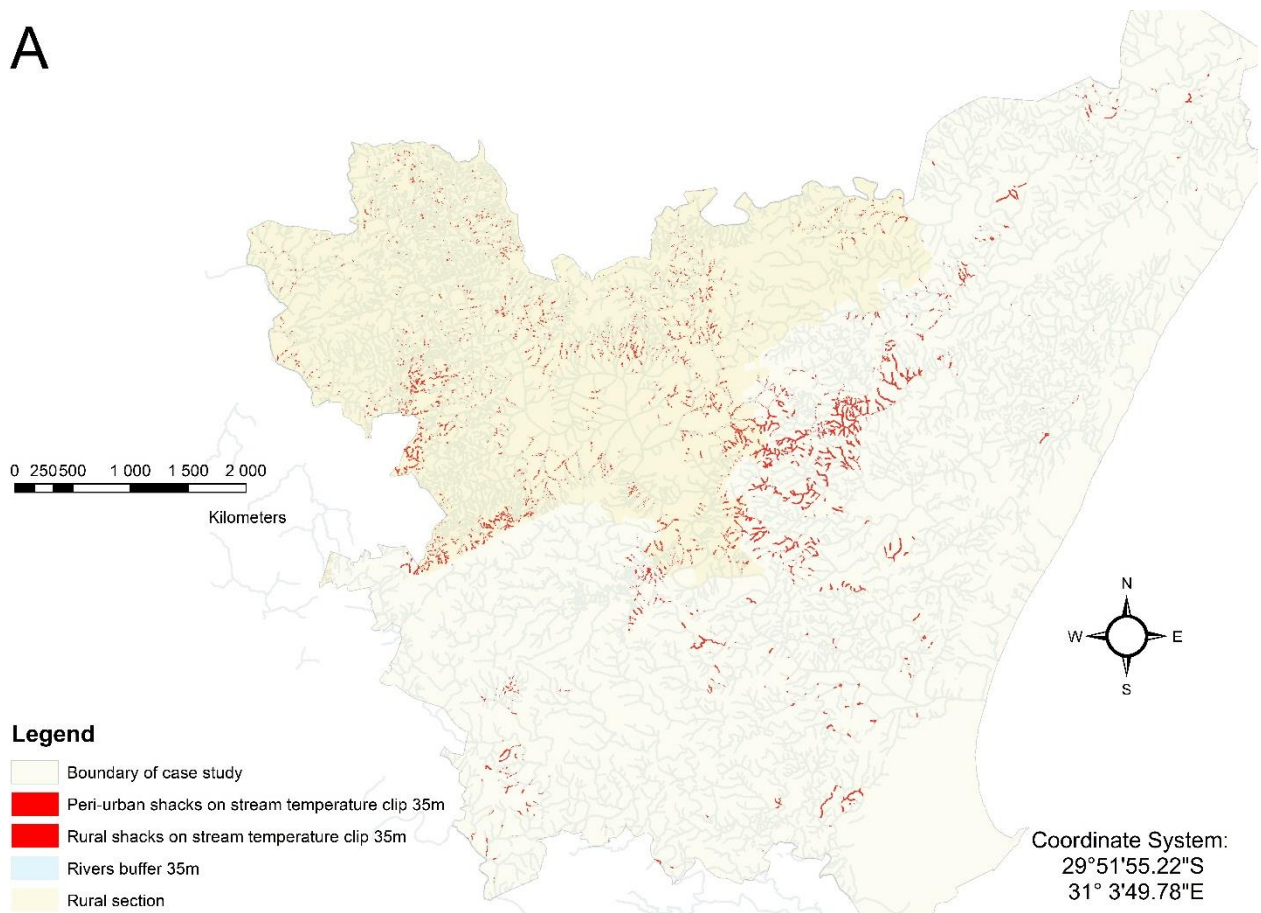 A
0 250 500 1 000 1 500 2 000
Kilometers
N
W E
S
Legend
Boundary of case study
Peri-urban shacks on stream temperature clip 35m
Rural shacks on stream temperature clip 35m
Rivers buffer 35m
Rural section
Coordinate System:
29°51'55.22"S
31° 3'49.78"E